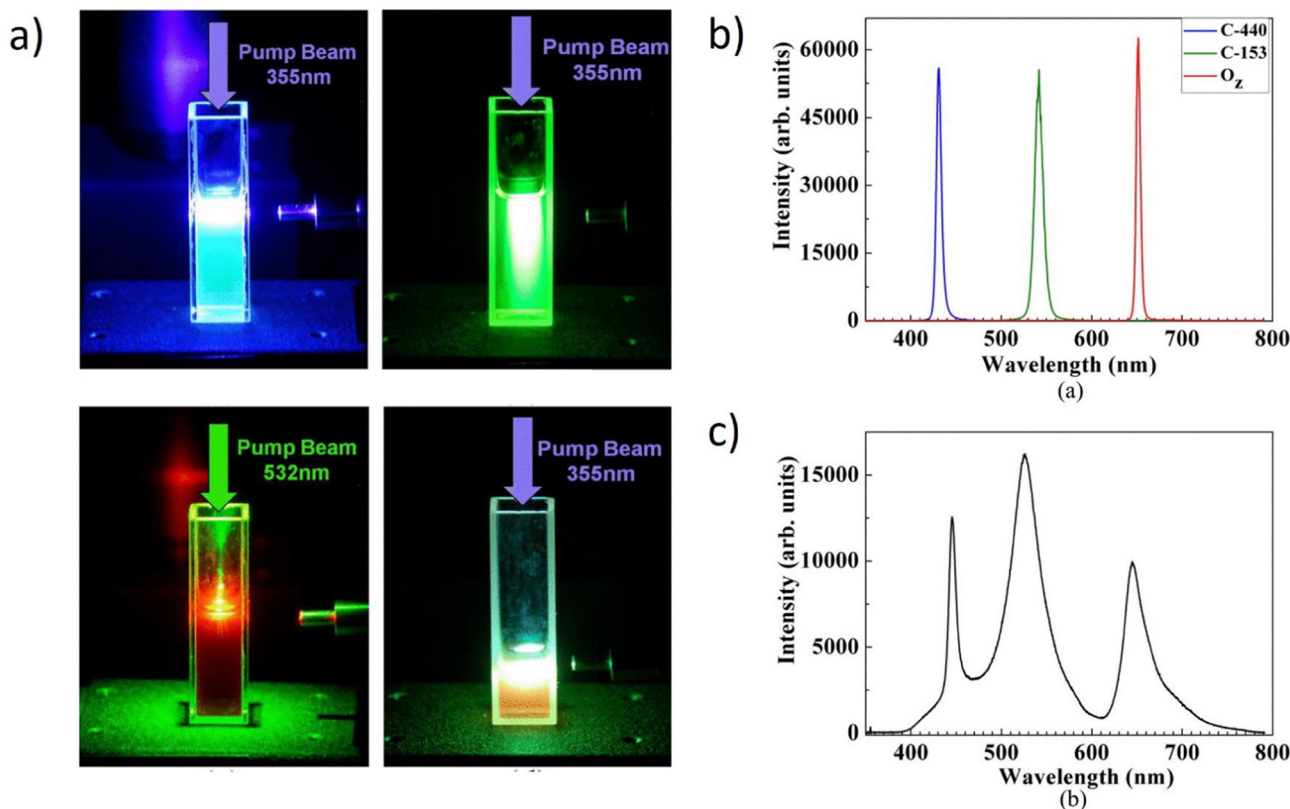 a)
Pump Beam
355nm
Pump Beam
355nm
Pump Beam
532nm
Pump Beam
355nm
b)
C-440
C-153
O_Z
Intensity (arb. units)
60000
45000
30000
15000
0
400 500 600 700 800
Wavelength (nm)
(a)
c)
Intensity (arb. units)
15000
10000
5000
0
400 500 600 700 800
Wavelength (nm)
(b)